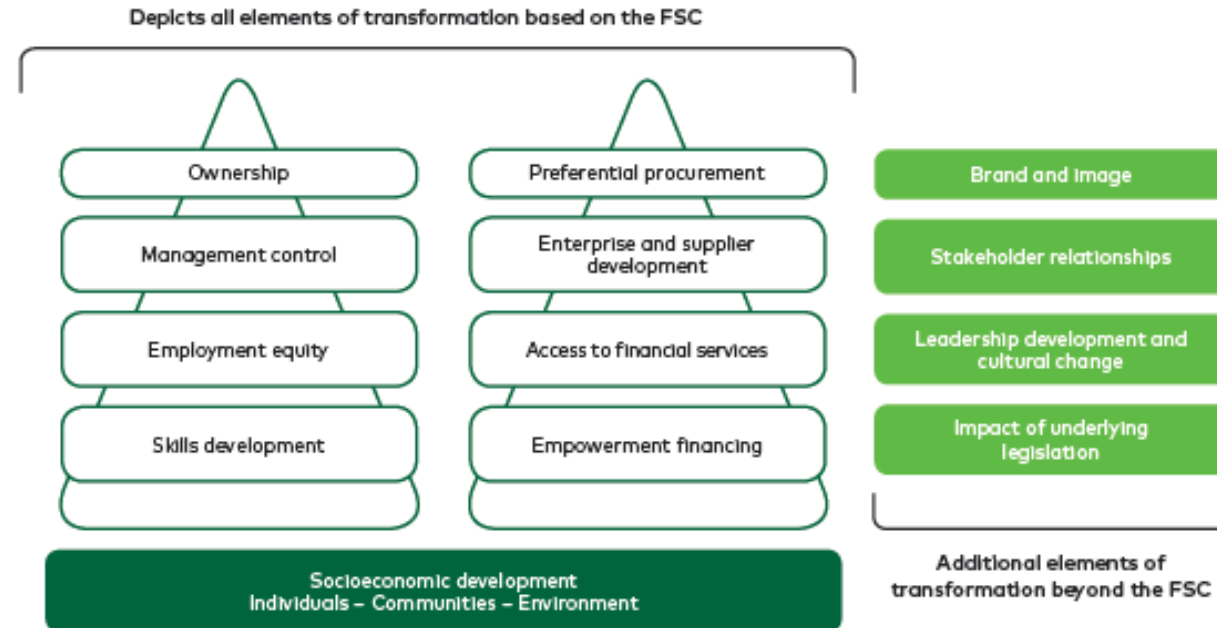 Depicts all elements of transformation based on the FSC
Ownership
Management control
Employment equity
Skills development
Preferential procurement
Enterprise and supplier
development
Access to financial services
Empowerment financing
Brand and image
Stakeholder relationships
Leadership development and
cultural change
Impact of underlying
legislation
Socioeconomic development
Individuals – Communities – Environment
Additional elements of
transformation beyond the FSC